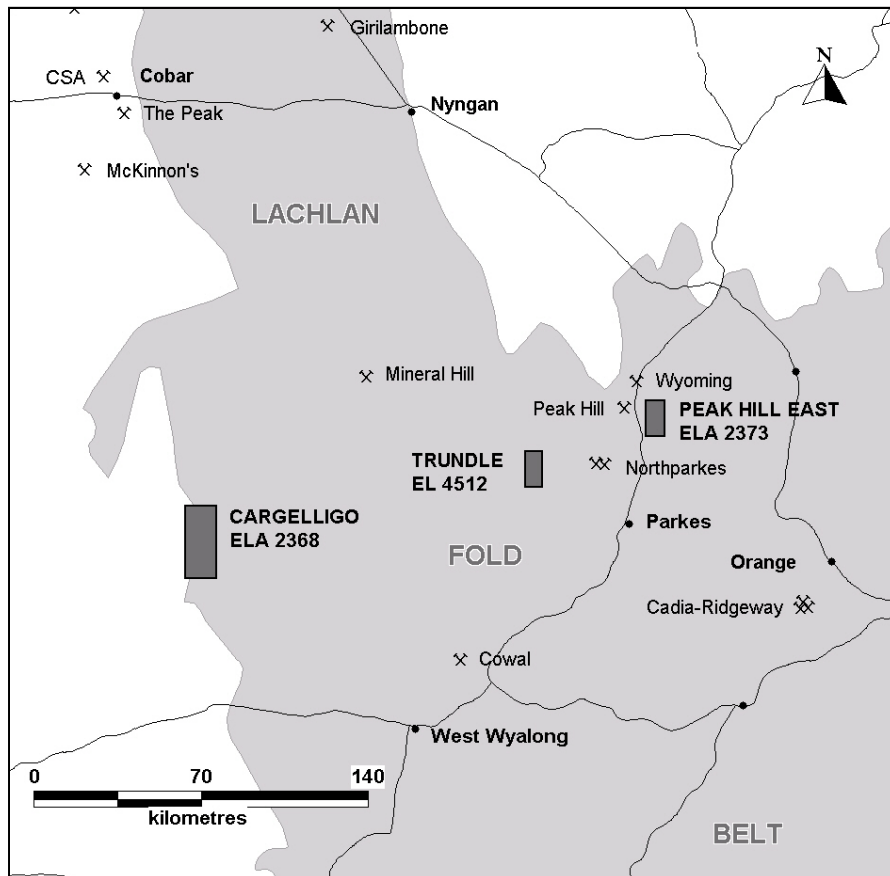 Girilambone
N
CSA
Cobar
Nyngan
The Peak
McKinnon's
LACHLAN
Mineral Hill
Wyoming
Peak Hill
PEAK HILL EAST
ELA 2373
TRUNDLE
EL 4512
Northparkes
CARGELLIGO
ELA 2368
Parkes
FOLD
Orange
Cadia-Ridgeway
Cowal
West Wyalong
0 70 140
kilometres
BELT